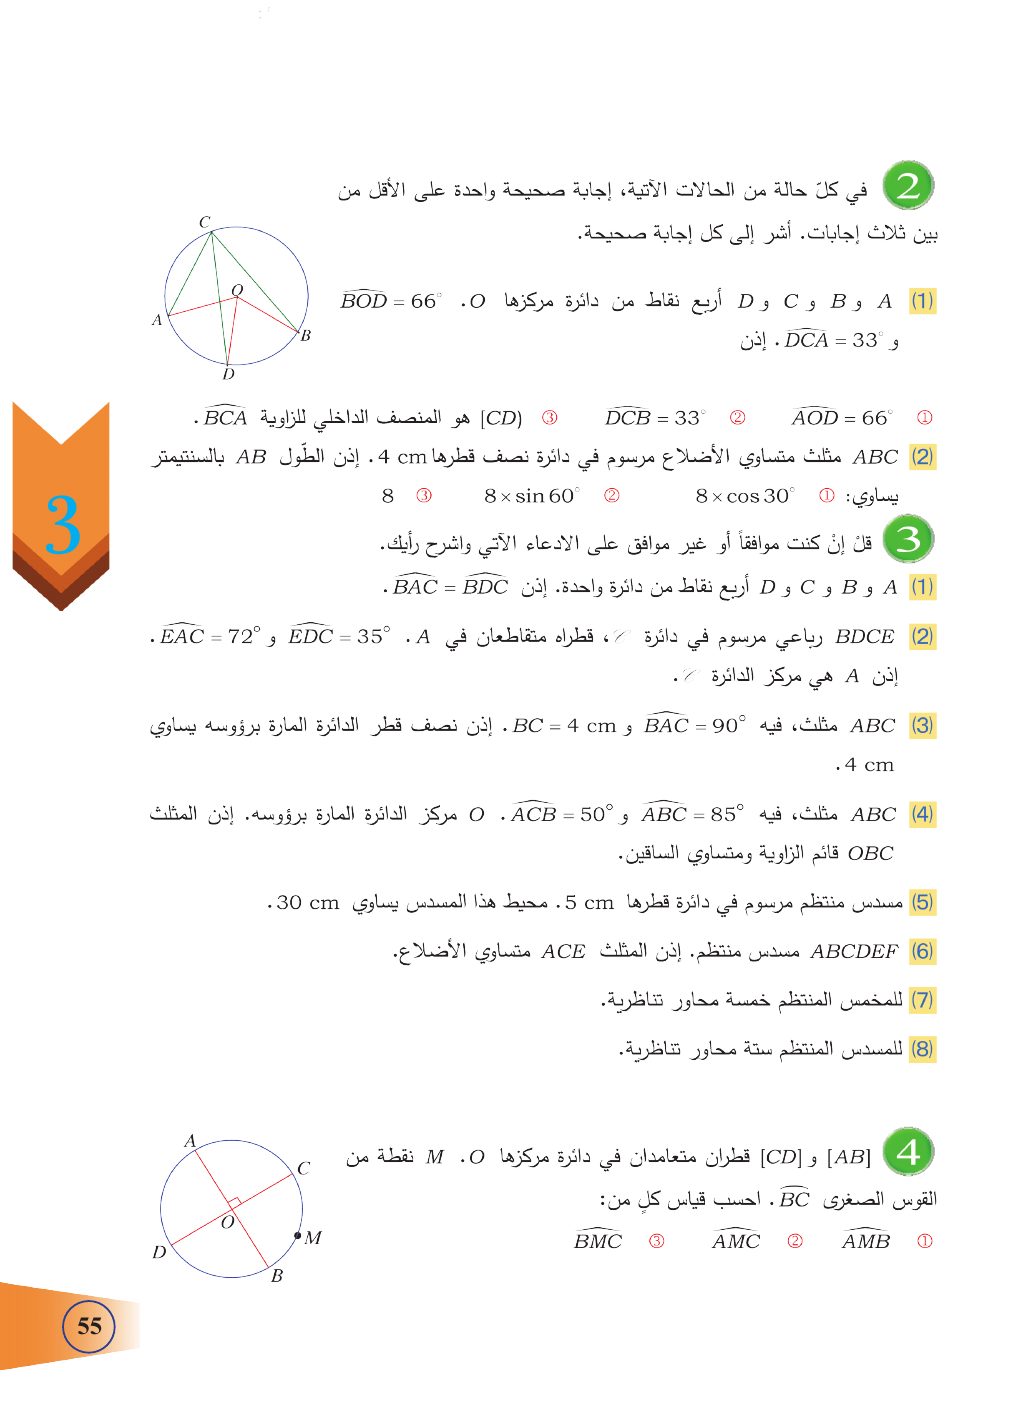 2 في كلّ حالة من الحالات الآتية، إجابة صحيحة واحدة على الأقل من
بين ثلاث إجابات. أشر إلى كل إجابة صحيحة.
(1) A و B و C و D أربع نقاط من دائرة مركزها O. BOD = 66°
و DCA = 33°. إذن
① AOD = 66° ② DCB = 33° ③ [CD) هو المنصف الداخلي للزاوية BCA.
(2) ABC مثلث متساوي الأضلاع مرسوم في دائرة نصف قطرها 4 cm. إذن الطّول AB بالسنتيمتر
يساوي: ① 8 × cos 30° ② 8 × sin 60° ③ 8
3 قلْ إنْ كنت موافقاً أو غير موافق على الادعاء الآتي واشرح رأيك.
(1) A و B و C و D أربع نقاط من دائرة واحدة. إذن BAC = BDC.
(2) BDCE رباعي مرسوم في دائرة 𝒞، قطراه متقاطعان في A. EDC = 35° و EAC = 72°.
إذن A هي مركز الدائرة 𝒞.
(3) ABC مثلث، فيه BAC = 90° و BC = 4 cm. إذن نصف قطر الدائرة المارة برؤوسه يساوي
4 cm.
(4) ABC مثلث، فيه ABC = 85° و ACB = 50°. O مركز الدائرة المارة برؤوسه. إذن المثلث
OBC قائم الزاوية ومتساوي الساقين.
(5) مسدس منتظم مرسوم في دائرة قطرها 5 cm. محيط هذا المسدس يساوي 30 cm.
(6) ABCDEF مسدس منتظم. إذن المثلث ACE متساوي الأضلاع.
(7) للمخمس المنتظم خمسة محاور تناظرية.
(8) للمسدس المنتظم ستة محاور تناظرية.
4 [AB] و [CD] قطران متعامدان في دائرة مركزها O. M نقطة من
القوس الصغرى BC. احسب قياس كلٍ من:
① AMB ② AMC ③ BMC
C
O
A
B
D
3
A
C
O
M
D
B
55